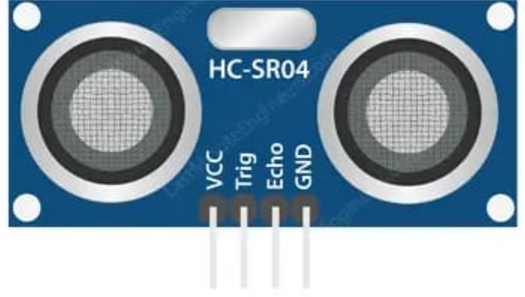 HC-SR04
VCC
Trig
Echo
GND